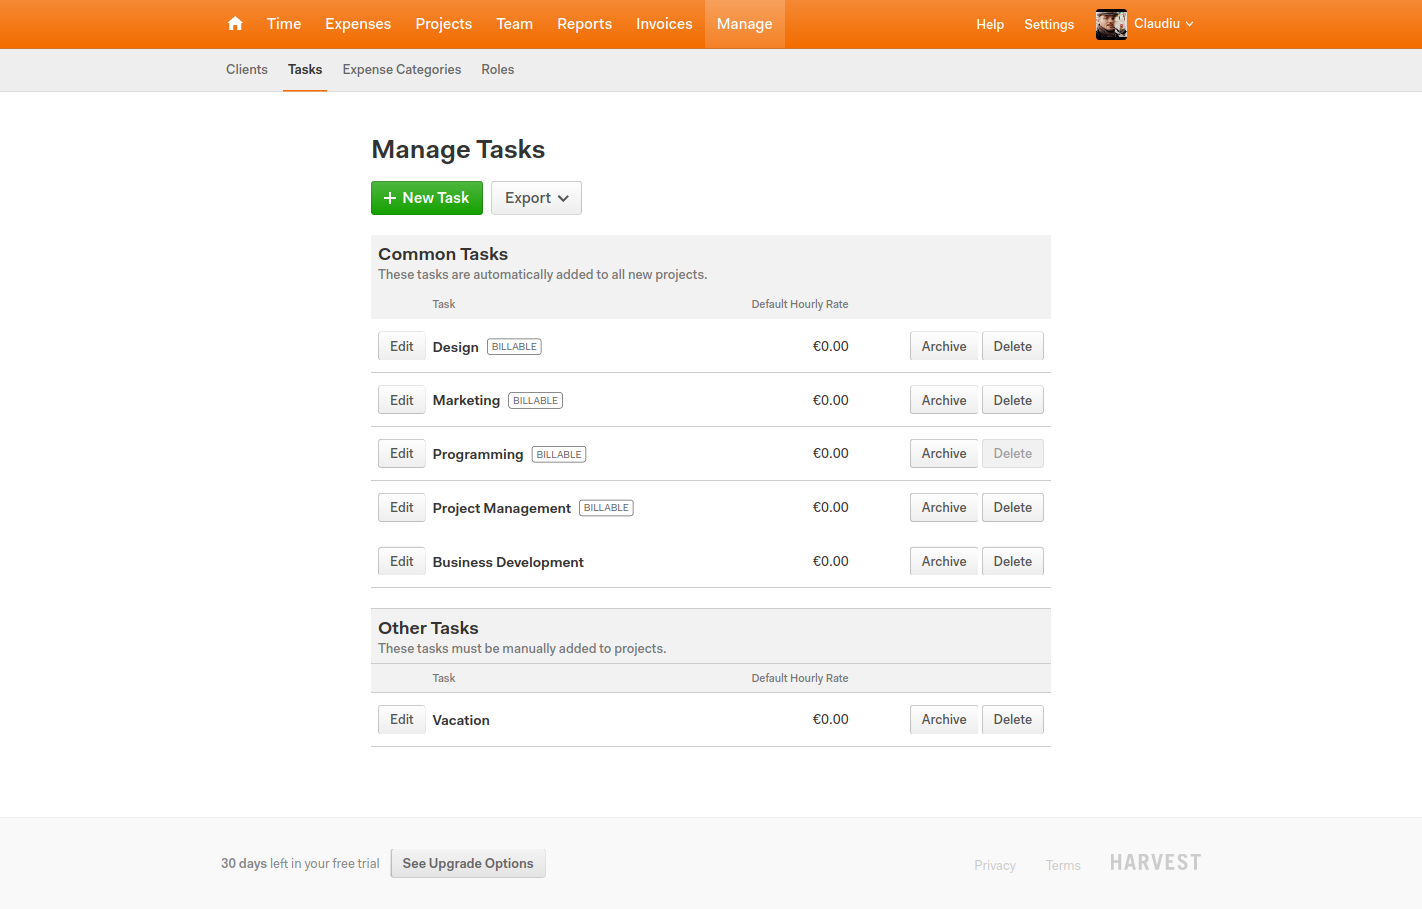 Time Expenses Projects Team Reports Invoices Manage Help Settings Claudiu
Clients Tasks Expense Categories Roles
Manage Tasks
+ New Task Export
Common Tasks
These tasks are automatically added to all new projects.
Task Default Hourly Rate
Edit Design BILLABLE €0.00 Archive Delete
Edit Marketing BILLABLE €0.00 Archive Delete
Edit Programming BILLABLE €0.00 Archive Delete
Edit Project Management BILLABLE €0.00 Archive Delete
Edit Business Development €0.00 Archive Delete
Other Tasks
These tasks must be manually added to projects.
Task Default Hourly Rate
Edit Vacation €0.00 Archive Delete
30 days left in your free trial See Upgrade Options Privacy Terms HARVEST